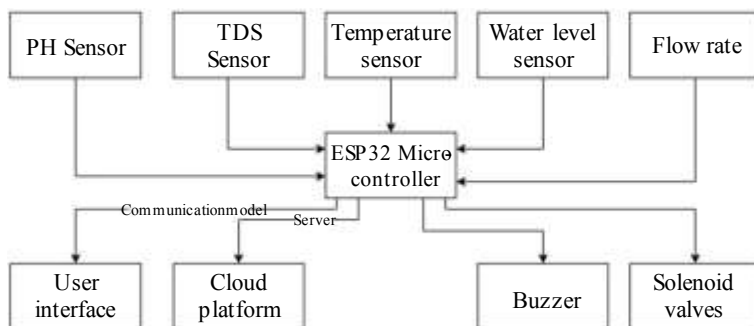 PH Sensor
TDS
Sensor
Temperature
sensor
Water level
sensor
Flow rate
ESP32 Micro-
controller
Communicationmodel
Server
User
interface
Cloud
platform
Buzzer
Solenoid
valves